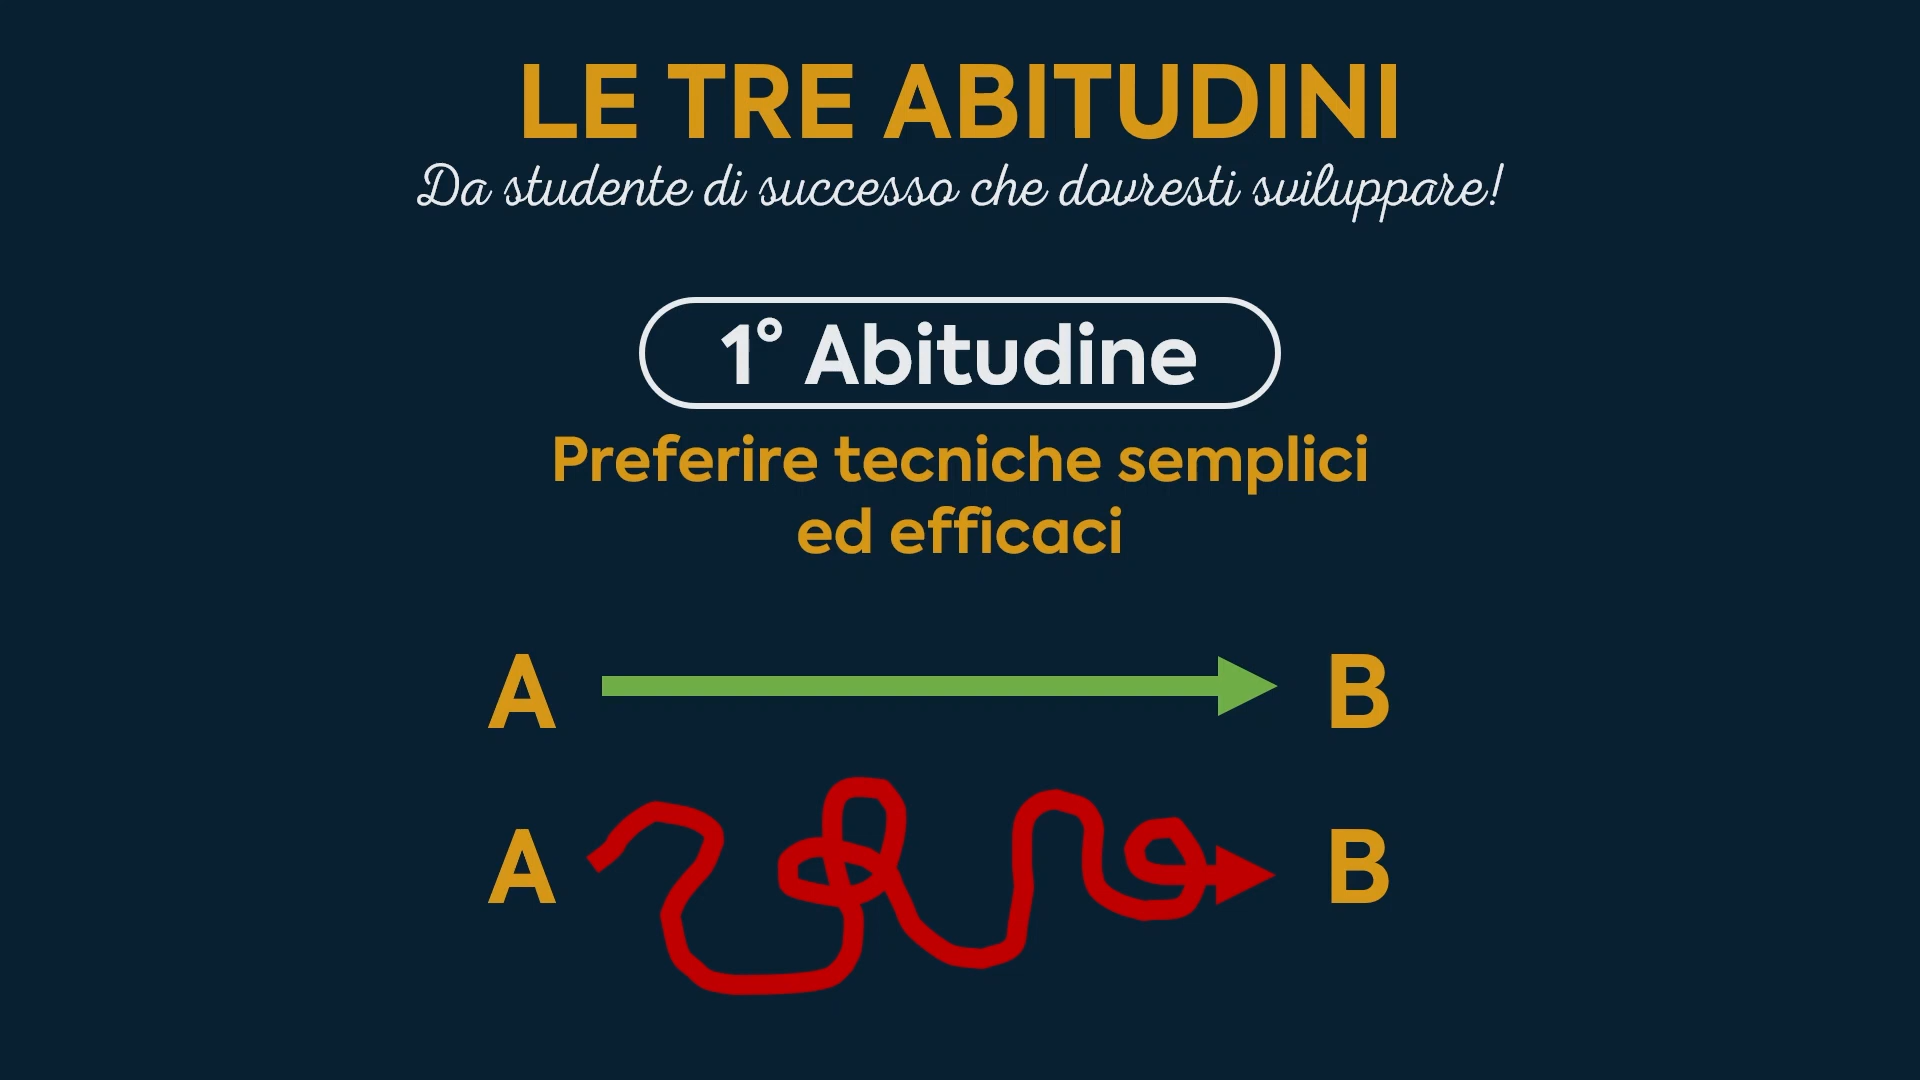 LE TRE ABITUDINI
Da studente di successo che dovresti sviluppare!
1° Abitudine
Preferire tecniche semplici
ed efficaci
A B
A B